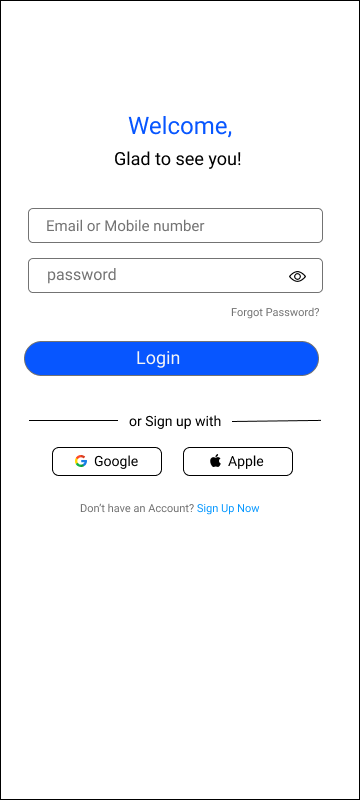 Welcome,
Glad to see you!
Email or Mobile number
password
Forgot Password?
Login
or Sign up with
Google
Apple
Don't have an Account? Sign Up Now